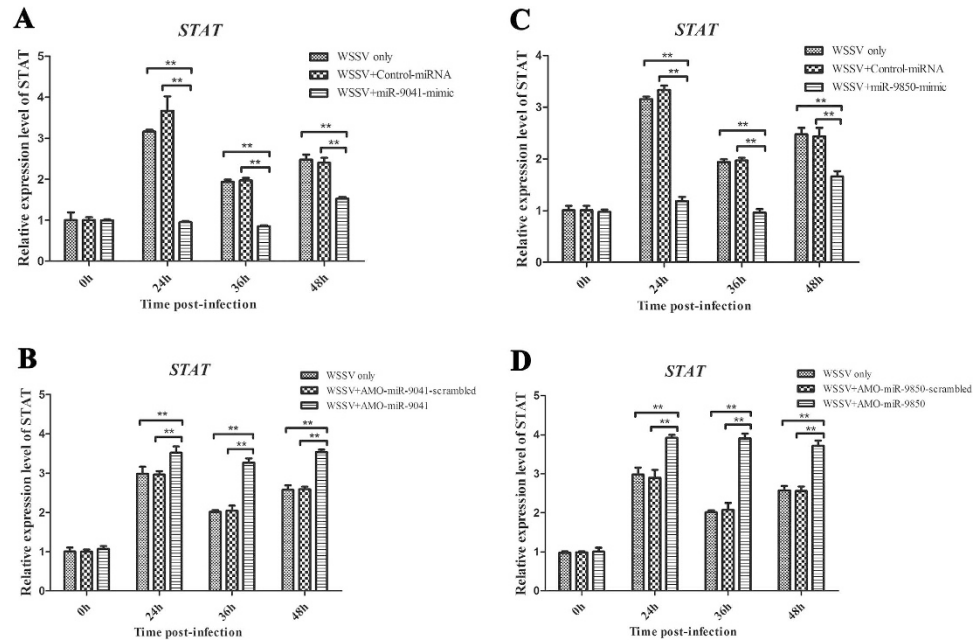 A
STAT
WSSV only
WSSV+Control-miRNA
WSSV+miR-9041-mimic
Relative expression level of STAT
5
4
3
2
1
0
** ** ** ** ** **
0h 24h 36h 48h
Time post-infection
C
STAT
WSSV only
WSSV+Control-miRNA
WSSV+miR-9850-mimic
Relative expression level of STAT
4
3
2
1
0
** ** ** ** ** **
0h 24h 36h 48h
Time post-infection
B
STAT
WSSV only
WSSV+AMO-miR-9041-scrambled
WSSV+AMO-miR-9041
Relative expression level of STAT
5
4
3
2
1
0
** ** ** ** ** **
0h 24h 36h 48h
Time post-infection
D
STAT
WSSV only
WSSV+AMO-miR-9850-scrambled
WSSV+AMO-miR-9850
Relative expression level of STAT
5
4
3
2
1
0
** ** ** ** ** **
0h 24h 36h 48h
Time post-infection